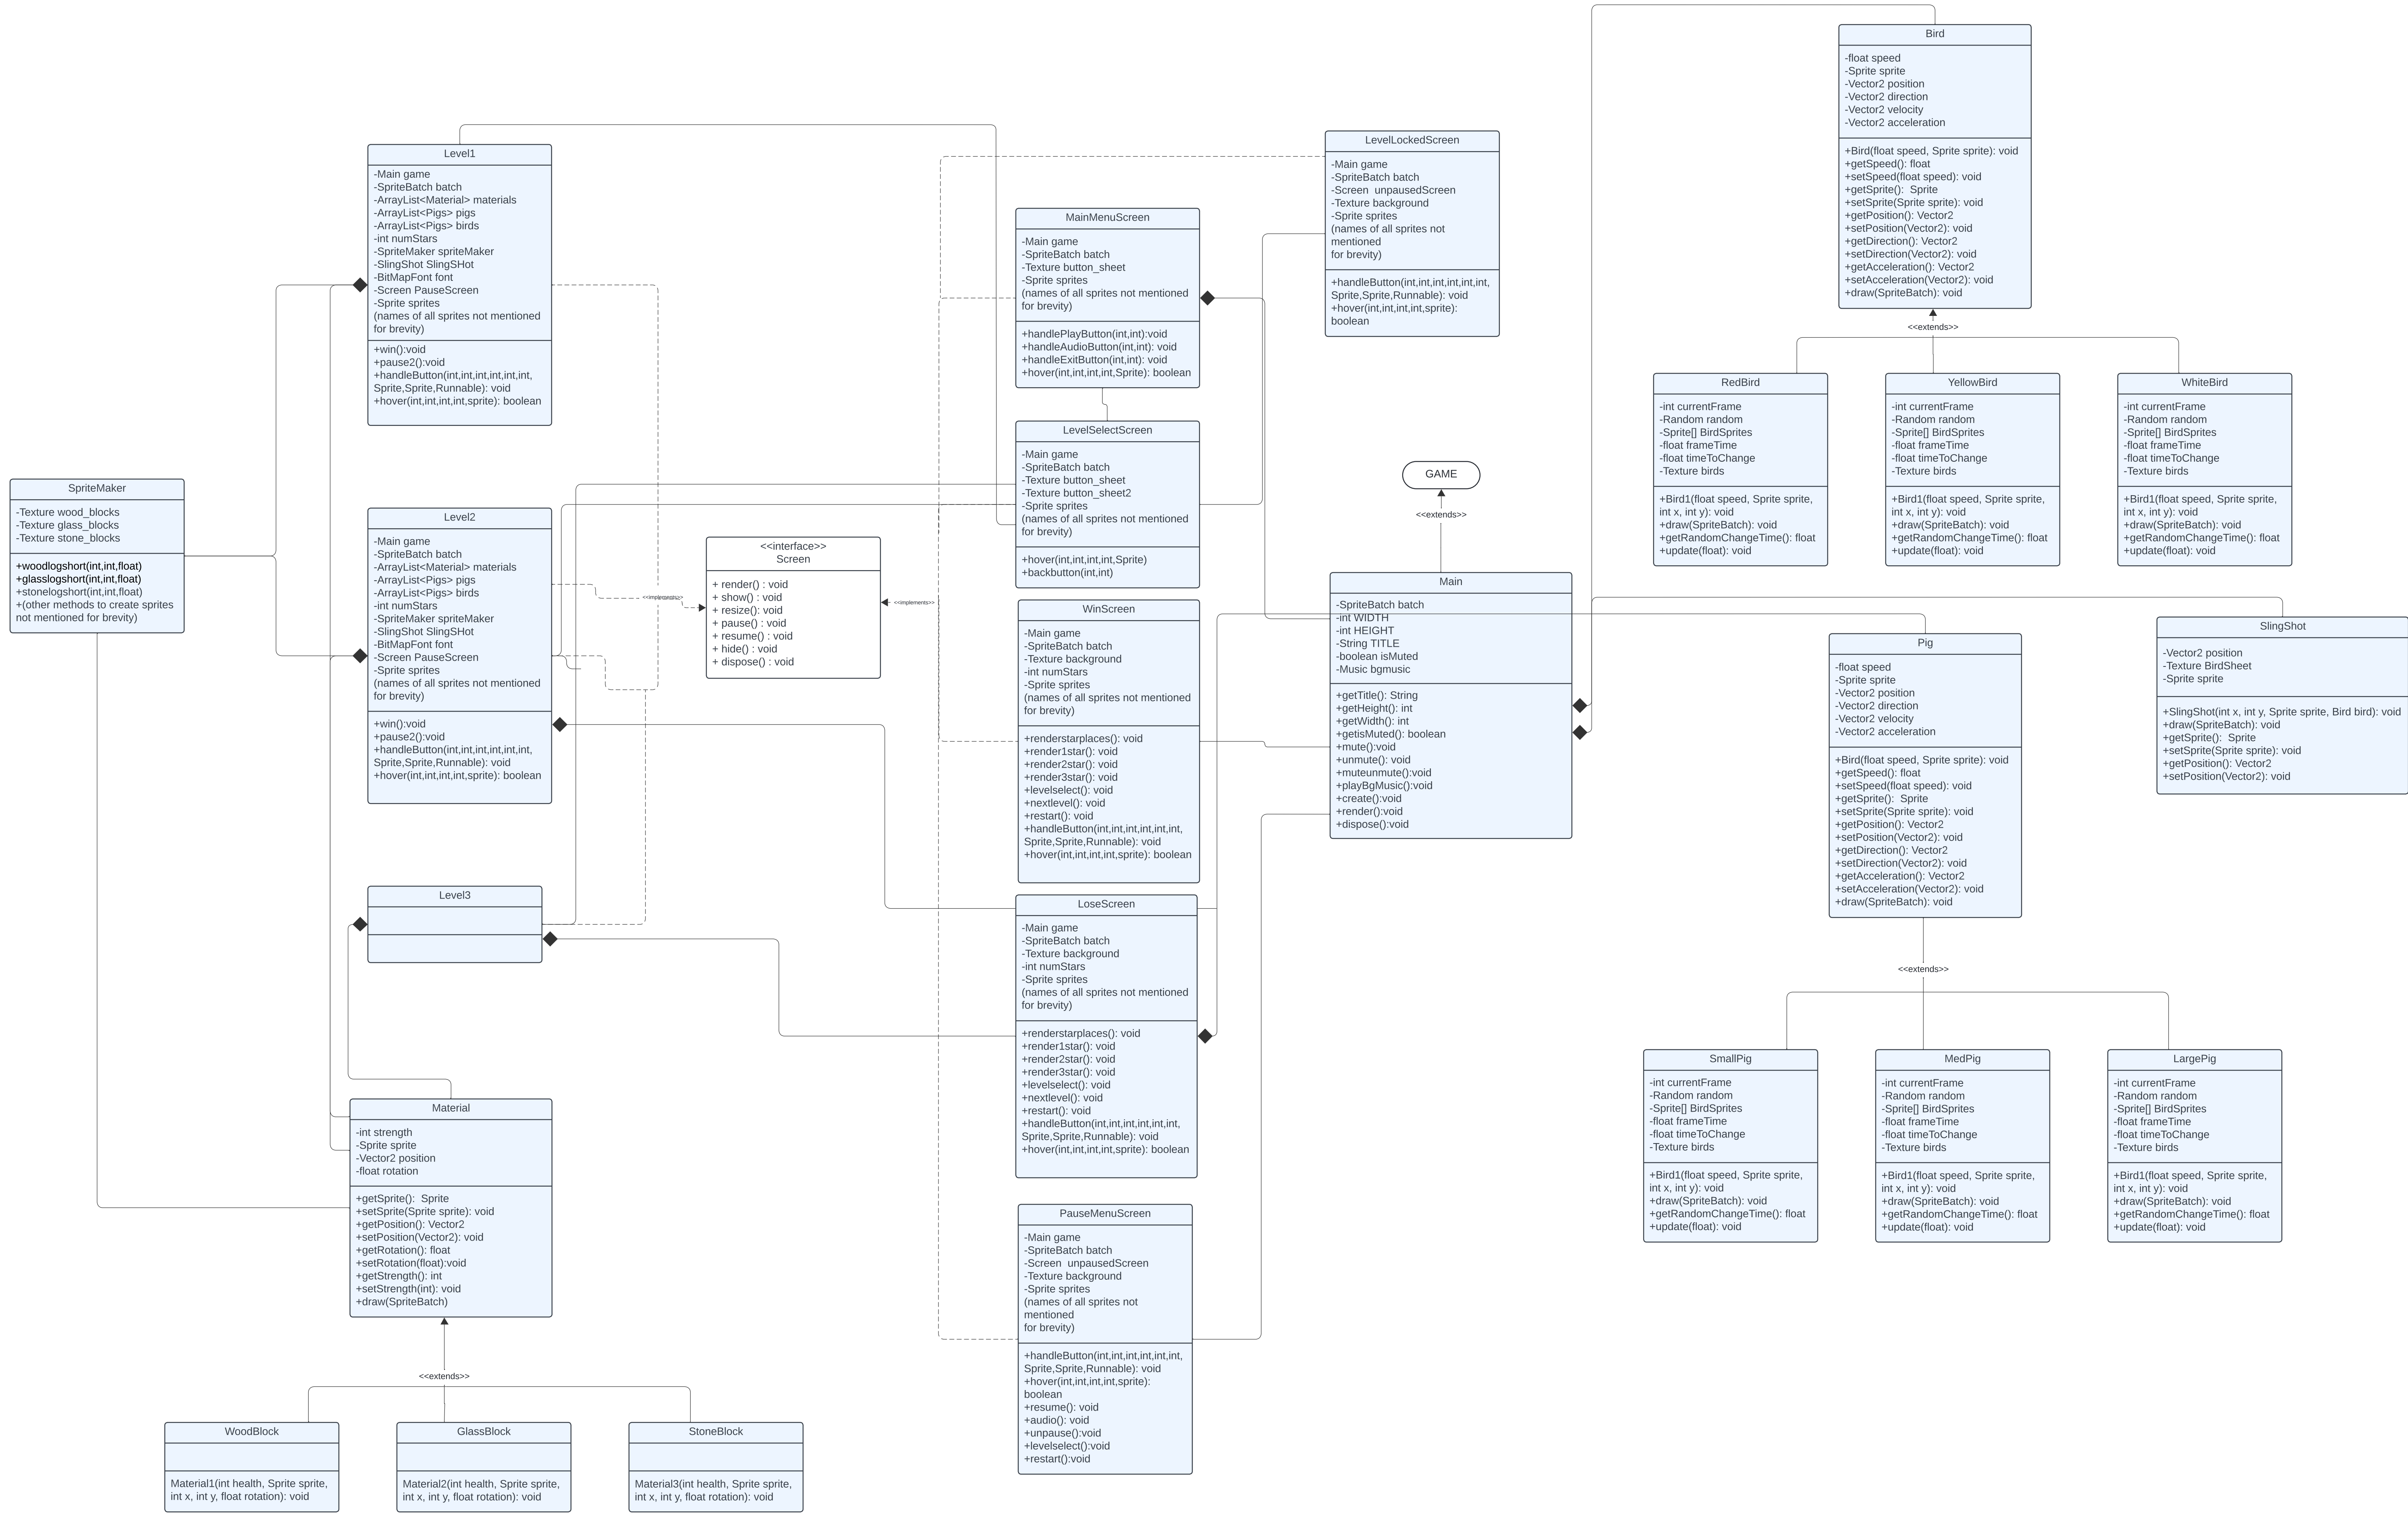 Bird
-float speed
-Sprite sprite
-Vector2 position
-Vector2 direction
-Vector2 velocity
-Vector2 acceleration
+Bird(float speed, Sprite sprite): void
+getSpeed(): float
+setSpeed(float speed): void
+getSprite():  Sprite
+setSprite(Sprite sprite): void
+getPosition(): Vector2
+setPosition(Vector2): void
+getDirection(): Vector2
+setDirection(Vector2): void
+getAcceleration(): Vector2
+setAcceleration(Vector2): void
+draw(SpriteBatch): void
<<extends>>
RedBird
-int currentFrame
-Random random
-Sprite[] BirdSprites
-float frameTime
-float timeToChange
-Texture birds
+Bird1(float speed, Sprite sprite,
int x, int y): void
+draw(SpriteBatch): void
+getRandomChangeTime(): float
+update(float): void
YellowBird
-int currentFrame
-Random random
-Sprite[] BirdSprites
-float frameTime
-float timeToChange
-Texture birds
+Bird1(float speed, Sprite sprite,
int x, int y): void
+draw(SpriteBatch): void
+getRandomChangeTime(): float
+update(float): void
WhiteBird
-int currentFrame
-Random random
-Sprite[] BirdSprites
-float frameTime
-float timeToChange
-Texture birds
+Bird1(float speed, Sprite sprite,
int x, int y): void
+draw(SpriteBatch): void
+getRandomChangeTime(): float
+update(float): void
Level1
-Main game
-SpriteBatch batch
-ArrayList<Material> materials
-ArrayList<Pigs> pigs
-ArrayList<Pigs> birds
-int numStars
-SpriteMaker spriteMaker
-SlingShot SlingSHot
-BitMapFont font
-Screen PauseScreen
-Sprite sprites
(names of all sprites not mentioned
for brevity)
+win():void
+pause2():void
+handleButton(int,int,int,int,int,int,
Sprite,Sprite,Runnable): void
+hover(int,int,int,int,sprite): boolean
LevelLockedScreen
-Main game
-SpriteBatch batch
-Screen  unpausedScreen
-Texture background
-Sprite sprites
(names of all sprites not
mentioned
for brevity)
+handleButton(int,int,int,int,int,int,
Sprite,Sprite,Runnable): void
+hover(int,int,int,int,sprite):
boolean
MainMenuScreen
-Main game
-SpriteBatch batch
-Texture button_sheet
-Sprite sprites
(names of all sprites not mentioned
for brevity)
+handlePlayButton(int,int):void
+handleAudioButton(int,int): void
+handleExitButton(int,int): void
+hover(int,int,int,int,Sprite): boolean
LevelSelectScreen
-Main game
-SpriteBatch batch
-Texture button_sheet
-Texture button_sheet2
-Sprite sprites
(names of all sprites not mentioned
for brevity)
+hover(int,int,int,int,Sprite)
+backbutton(int,int)
GAME
<<extends>>
SpriteMaker
-Texture wood_blocks
-Texture glass_blocks
-Texture stone_blocks
+woodlogshort(int,int,float)
+glasslogshort(int,int,float)
+stonelogshort(int,int,float)
+(other methods to create sprites
not mentioned for brevity)
Level2
-Main game
-SpriteBatch batch
-ArrayList<Material> materials
-ArrayList<Pigs> pigs
-ArrayList<Pigs> birds
-int numStars
-SpriteMaker spriteMaker
-SlingShot SlingSHot
-BitMapFont font
-Screen PauseScreen
-Sprite sprites
(names of all sprites not mentioned
for brevity)
+win():void
+pause2():void
+handleButton(int,int,int,int,int,int,
Sprite,Sprite,Runnable): void
+hover(int,int,int,int,sprite): boolean
<<implements>>
<<interface>>
Screen
+ render() : void
+ show() : void
+ resize(): void
+ pause() : void
+ resume() : void
+ hide() : void
+ dispose() : void
<<implements>>
WinScreen
-Main game
-SpriteBatch batch
-Texture background
-int numStars
-Sprite sprites
(names of all sprites not mentioned
for brevity)
+renderstarplaces(): void
+render1star(): void
+render2star(): void
+render3star(): void
+levelselect(): void
+nextlevel(): void
+restart(): void
+handleButton(int,int,int,int,int,int,
Sprite,Sprite,Runnable): void
+hover(int,int,int,int,sprite): boolean
Main
-SpriteBatch batch
-int WIDTH
-int HEIGHT
-String TITLE
-boolean isMuted
-Music bgmusic
+getTitle(): String
+getHeight(): int
+getWidth(): int
+getisMuted(): boolean
+mute():void
+unmute(): void
+muteunmute():void
+playBgMusic():void
+create():void
+render():void
+dispose():void
Pig
-float speed
-Sprite sprite
-Vector2 position
-Vector2 direction
-Vector2 velocity
-Vector2 acceleration
+Bird(float speed, Sprite sprite): void
+getSpeed(): float
+setSpeed(float speed): void
+getSprite():  Sprite
+setSprite(Sprite sprite): void
+getPosition(): Vector2
+setPosition(Vector2): void
+getDirection(): Vector2
+setDirection(Vector2): void
+getAcceleration(): Vector2
+setAcceleration(Vector2): void
+draw(SpriteBatch): void
SlingShot
-Vector2 position
-Texture BirdSheet
-Sprite sprite
+SlingShot(int x, int y, Sprite sprite, Bird bird): void
+draw(SpriteBatch): void
+getSprite():  Sprite
+setSprite(Sprite sprite): void
+getPosition(): Vector2
+setPosition(Vector2): void
Level3
LoseScreen
-Main game
-SpriteBatch batch
-Texture background
-int numStars
-Sprite sprites
(names of all sprites not mentioned
for brevity)
+renderstarplaces(): void
+render1star(): void
+render2star(): void
+render3star(): void
+levelselect(): void
+nextlevel(): void
+restart(): void
+handleButton(int,int,int,int,int,int,
Sprite,Sprite,Runnable): void
+hover(int,int,int,int,sprite): boolean
<<extends>>
SmallPig
-int currentFrame
-Random random
-Sprite[] BirdSprites
-float frameTime
-float timeToChange
-Texture birds
+Bird1(float speed, Sprite sprite,
int x, int y): void
+draw(SpriteBatch): void
+getRandomChangeTime(): float
+update(float): void
MedPig
-int currentFrame
-Random random
-Sprite[] BirdSprites
-float frameTime
-float timeToChange
-Texture birds
+Bird1(float speed, Sprite sprite,
int x, int y): void
+draw(SpriteBatch): void
+getRandomChangeTime(): float
+update(float): void
LargePig
-int currentFrame
-Random random
-Sprite[] BirdSprites
-float frameTime
-float timeToChange
-Texture birds
+Bird1(float speed, Sprite sprite,
int x, int y): void
+draw(SpriteBatch): void
+getRandomChangeTime(): float
+update(float): void
Material
-int strength
-Sprite sprite
-Vector2 position
-float rotation
+getSprite():  Sprite
+setSprite(Sprite sprite): void
+getPosition(): Vector2
+setPosition(Vector2): void
+getRotation(): float
+setRotation(float):void
+getStrength(): int
+setStrength(int): void
+draw(SpriteBatch)
PauseMenuScreen
-Main game
-SpriteBatch batch
-Screen  unpausedScreen
-Texture background
-Sprite sprites
(names of all sprites not
mentioned
for brevity)
+handleButton(int,int,int,int,int,int,
Sprite,Sprite,Runnable): void
+hover(int,int,int,int,sprite):
boolean
+resume(): void
+audio(): void
+unpause():void
+levelselect():void
+restart():void
<<extends>>
WoodBlock
Material1(int health, Sprite sprite,
int x, int y, float rotation): void
GlassBlock
Material2(int health, Sprite sprite,
int x, int y, float rotation): void
StoneBlock
Material3(int health, Sprite sprite,
int x, int y, float rotation): void